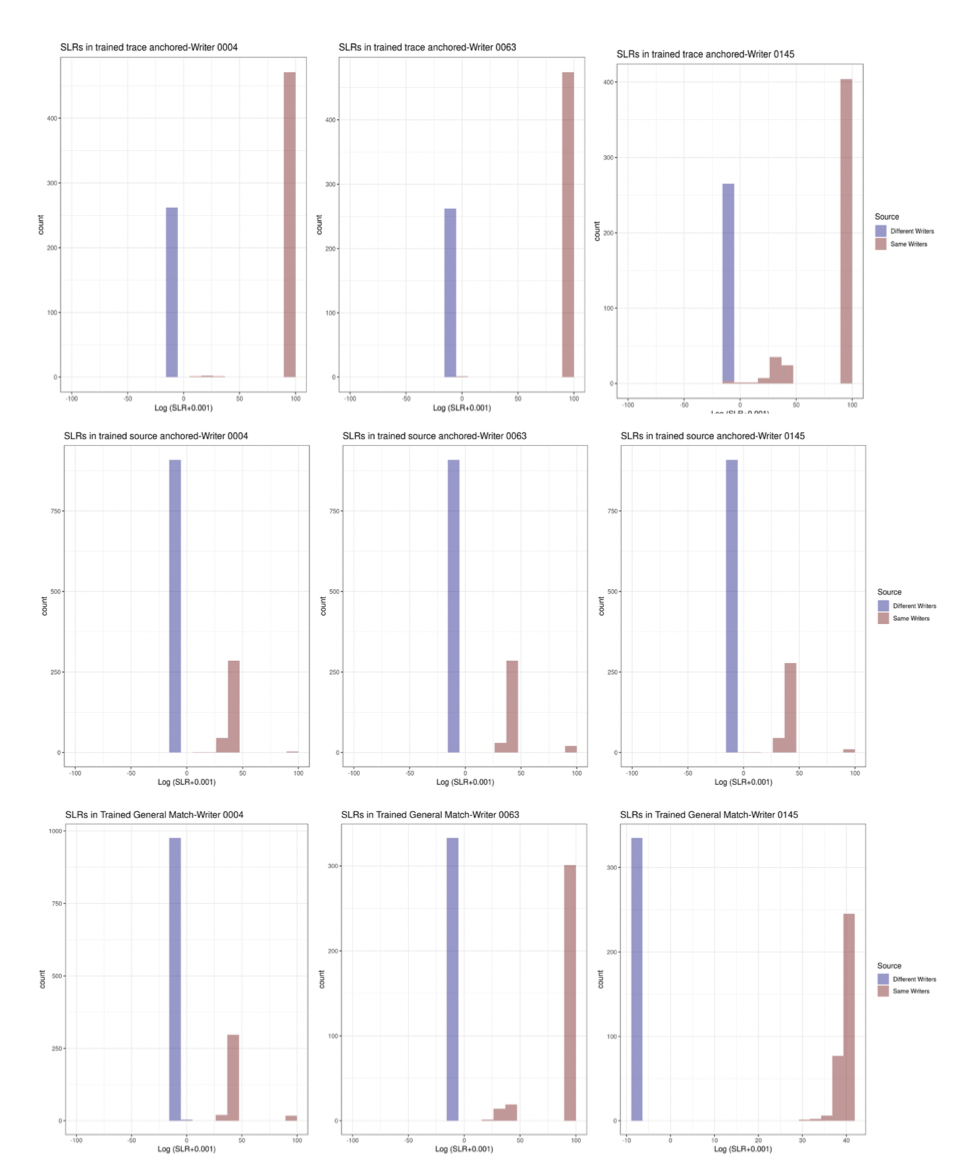 SLRs in trained trace anchored-Writer 0004
400
300
200
100
0
count
-100 -50 0 50 100
Log (SLR+0.001)
SLRs in trained trace anchored-Writer 0063
400
300
200
100
0
count
-100 -50 0 50 100
Log (SLR+0.001)
SLRs in trained trace anchored-Writer 0145
400
300
200
100
0
count
-100 -50 0 50 100
Log (SLR+0.001)
Source
Different Writers
Same Writers
SLRs in trained source anchored-Writer 0004
750
500
250
0
count
-100 -50 0 50 100
Log (SLR+0.001)
SLRs in trained source anchored-Writer 0063
750
500
250
0
count
-100 -50 0 50 100
Log (SLR+0.001)
SLRs in trained source anchored-Writer 0145
750
500
250
0
count
-100 -50 0 50 100
Log (SLR+0.001)
Source
Different Writers
Same Writers
SLRs in Trained General Match-Writer 0004
1000
750
500
250
0
count
-100 -50 0 50 100
Log (SLR+0.001)
SLRs in Trained General Match-Writer 0063
300
200
100
0
count
-100 -50 0 50 100
Log (SLR+0.001)
SLRs in Trained General Match-Writer 0145
300
200
100
0
count
-10 0 10 20 30 40
Log (SLR+0.001)
Source
Different Writers
Same Writers